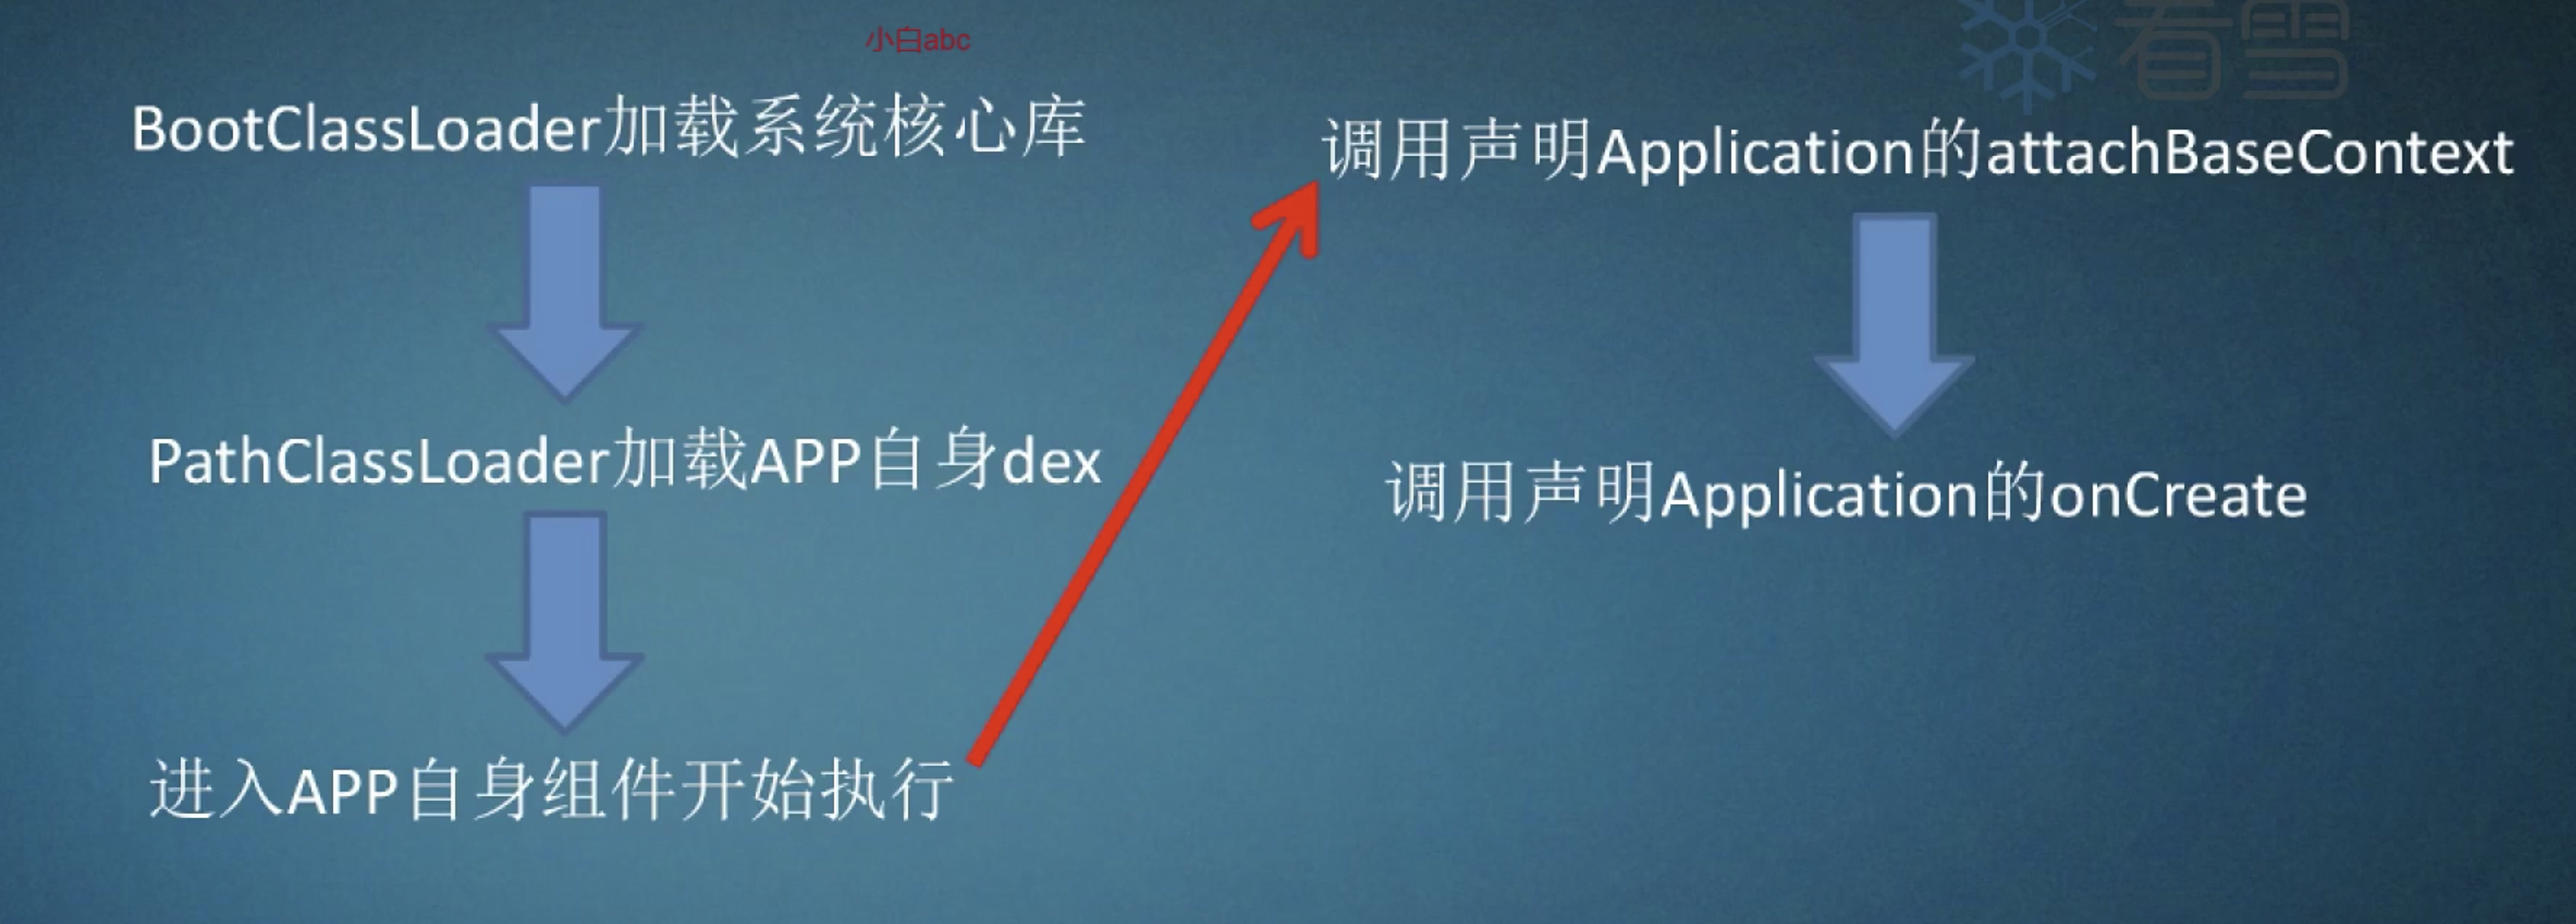 小白abc
看雪
BootClassLoader加载系统核心库
PathClassLoader加载APP自身dex
进入APP自身组件开始执行
调用声明Application的attachBaseContext
调用声明Application的onCreate